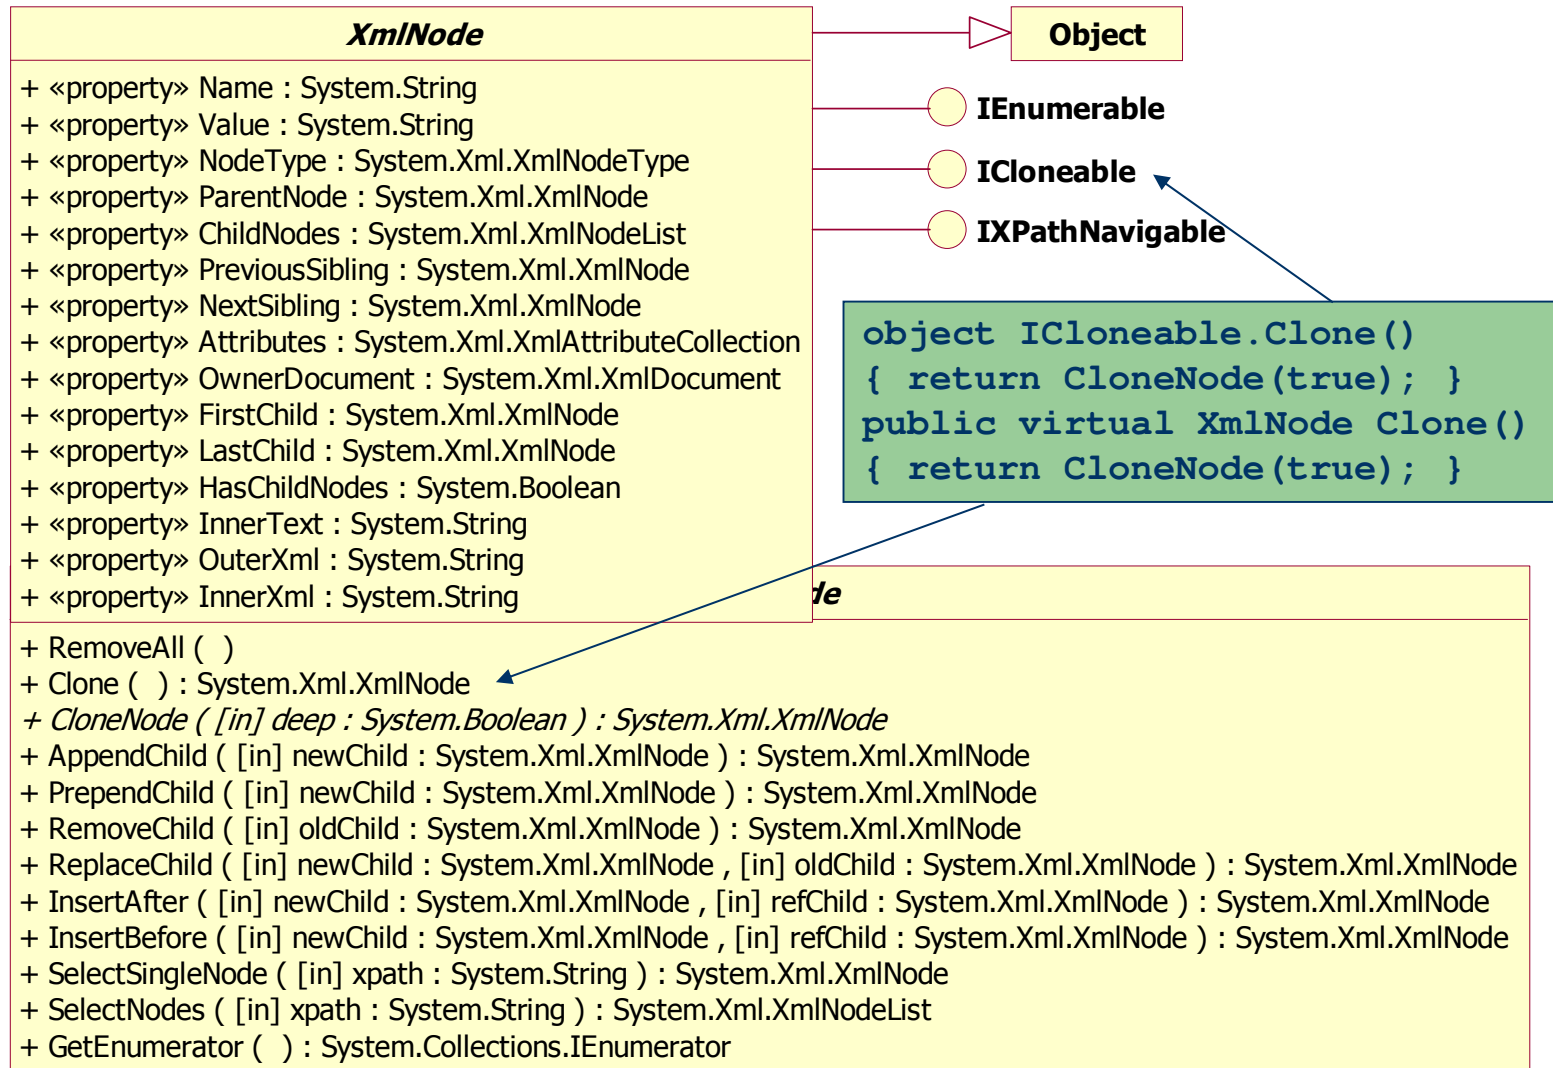 XmlNode
Object
+ «property» Name : System.String
+ «property» Value : System.String
+ «property» NodeType : System.Xml.XmlNodeType
+ «property» ParentNode : System.Xml.XmlNode
+ «property» ChildNodes : System.Xml.XmlNodeList
+ «property» PreviousSibling : System.Xml.XmlNode
+ «property» NextSibling : System.Xml.XmlNode
+ «property» Attributes : System.Xml.XmlAttributeCollection
+ «property» OwnerDocument : System.Xml.XmlDocument
+ «property» FirstChild : System.Xml.XmlNode
+ «property» LastChild : System.Xml.XmlNode
+ «property» HasChildNodes : System.Boolean
+ «property» InnerText : System.String
+ «property» OuterXml : System.String
+ «property» InnerXml : System.String
IEnumerable
ICloneable
IXPathNavigable
object ICloneable.Clone()
{ return CloneNode(true); }
public virtual XmlNode Clone()
{ return CloneNode(true); }
de
+ RemoveAll ( )
+ Clone ( ) : System.Xml.XmlNode
+ CloneNode ( [in] deep : System.Boolean ) : System.Xml.XmlNode
+ AppendChild ( [in] newChild : System.Xml.XmlNode ) : System.Xml.XmlNode
+ PrependChild ( [in] newChild : System.Xml.XmlNode ) : System.Xml.XmlNode
+ RemoveChild ( [in] oldChild : System.Xml.XmlNode ) : System.Xml.XmlNode
+ ReplaceChild ( [in] newChild : System.Xml.XmlNode , [in] oldChild : System.Xml.XmlNode ) : System.Xml.XmlNode
+ InsertAfter ( [in] newChild : System.Xml.XmlNode , [in] refChild : System.Xml.XmlNode ) : System.Xml.XmlNode
+ InsertBefore ( [in] newChild : System.Xml.XmlNode , [in] refChild : System.Xml.XmlNode ) : System.Xml.XmlNode
+ SelectSingleNode ( [in] xpath : System.String ) : System.Xml.XmlNode
+ SelectNodes ( [in] xpath : System.String ) : System.Xml.XmlNodeList
+ GetEnumerator ( ) : System.Collections.IEnumerator